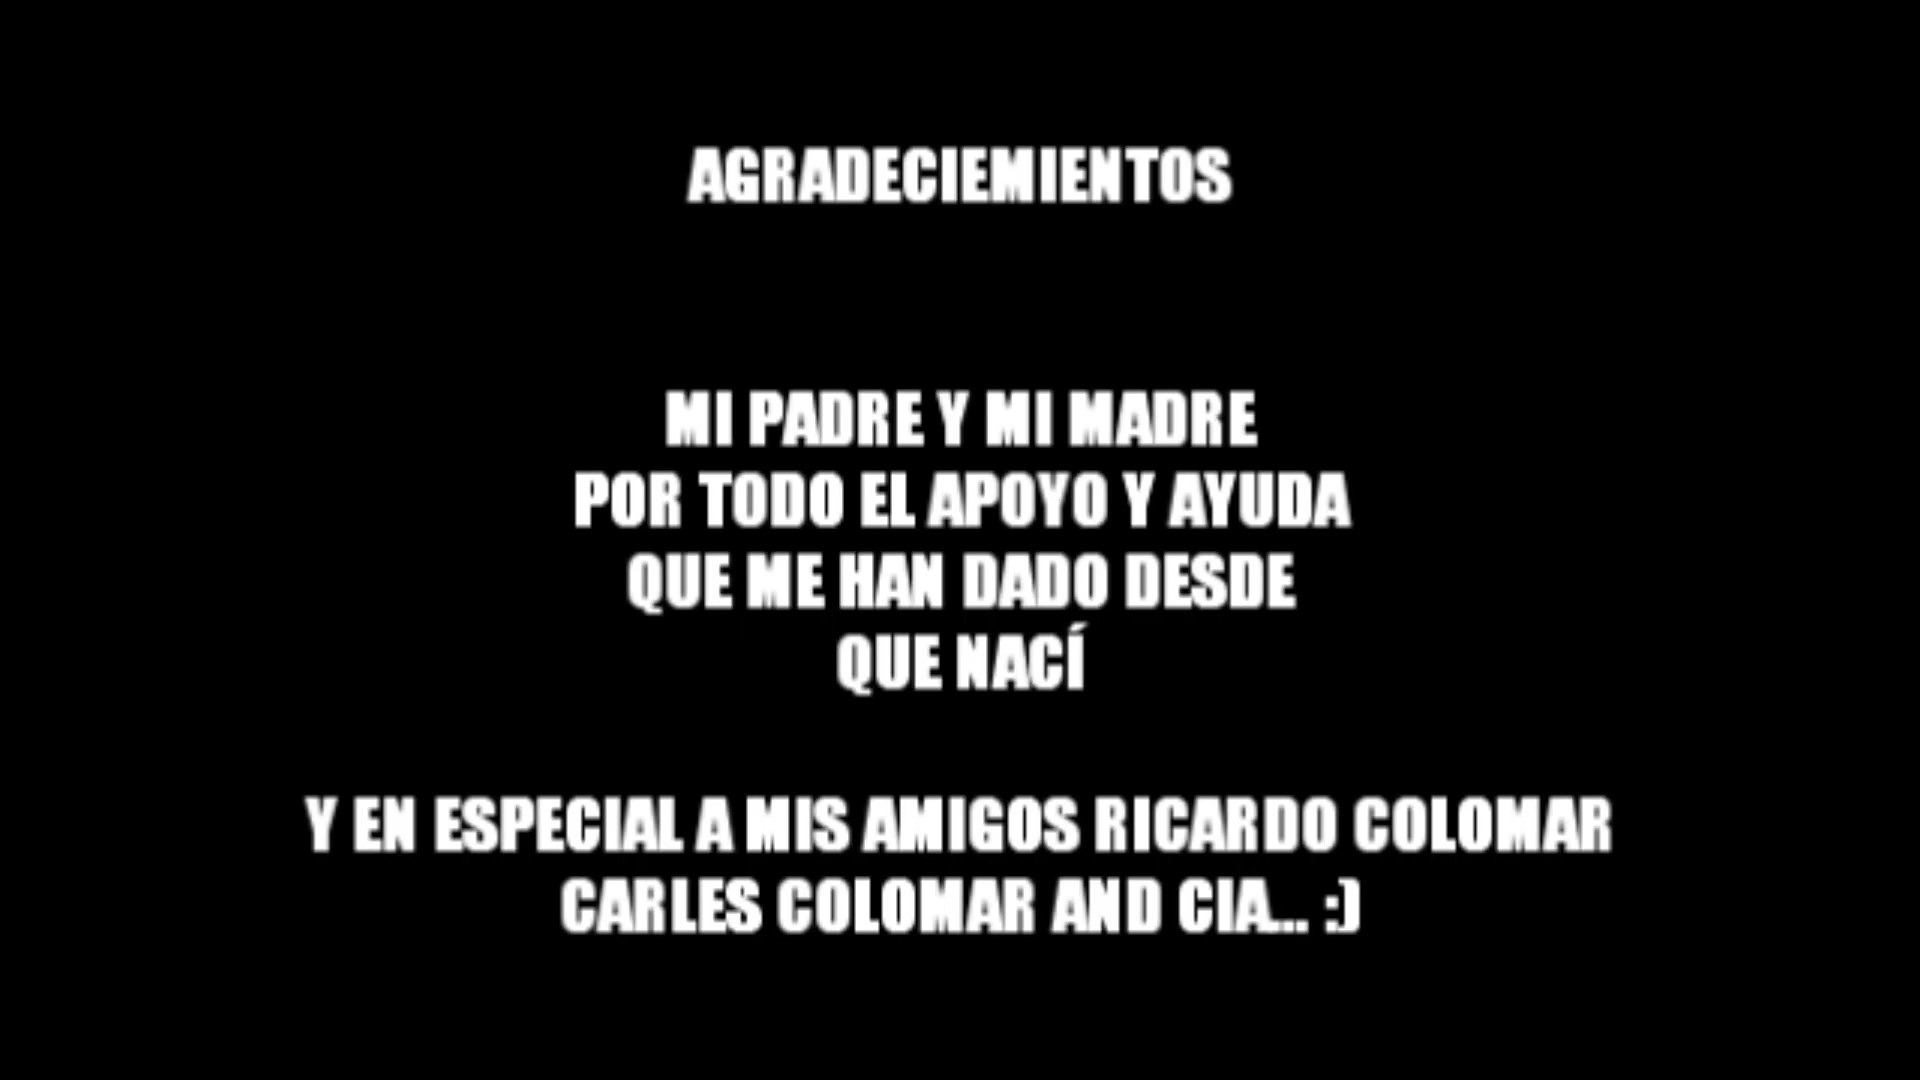 AGRADECIEMIENTOS
MI PADRE Y MI MADRE
POR TODO EL APOYO Y AYUDA
QUE ME HAN DADO DESDE
QUE NACÍ
Y EN ESPECIAL A MIS AMIGOS RICARDO COLOMAR
CARLES COLOMAR AND CIA... :)